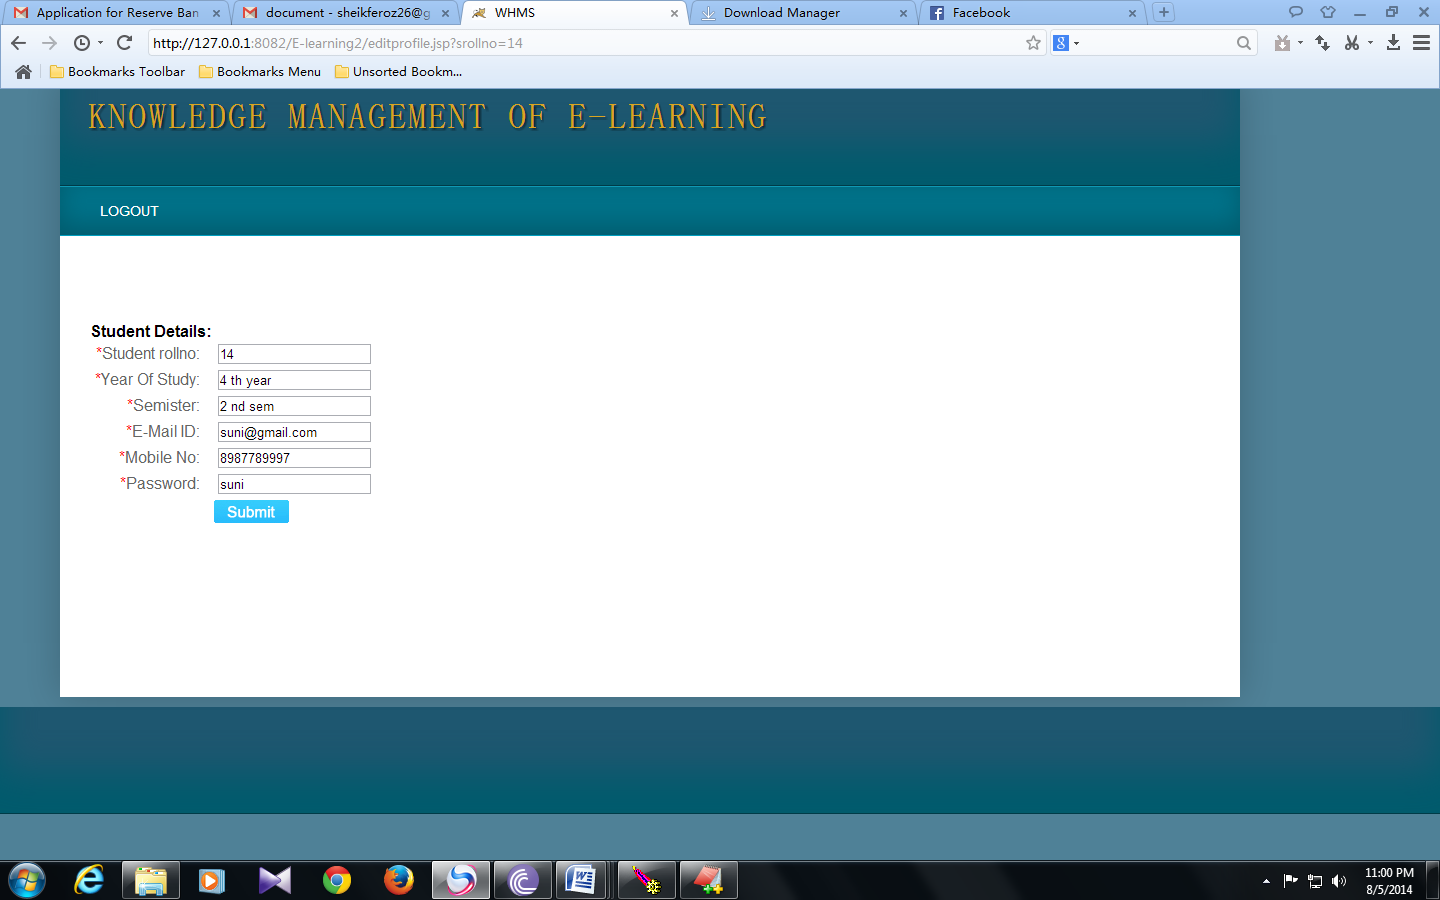 Application for Reserve Ban
document - sheikferoz26@g
WHMS
Download Manager
Facebook
http://127.0.0.1:8082/E-learning2/editprofile.jsp?srollno=14
Bookmarks Toolbar
Bookmarks Menu
Unsorted Bookm...
KNOWLEDGE MANAGEMENT OF E-LEARNING
LOGOUT
Student Details:
*Student rollno: 14
*Year Of Study: 4 th year
*Semister: 2 nd sem
*E-Mail ID: suni@gmail.com
*Mobile No: 8987789997
*Password: suni
Submit
11:00 PM
8/5/2014